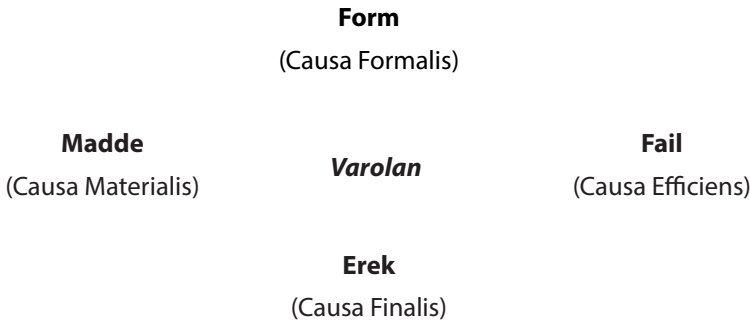 Form
(Causa Formalis)
Madde
(Causa Materialis)
Varolan
Fail
(Causa Efficiens)
Erek
(Causa Finalis)